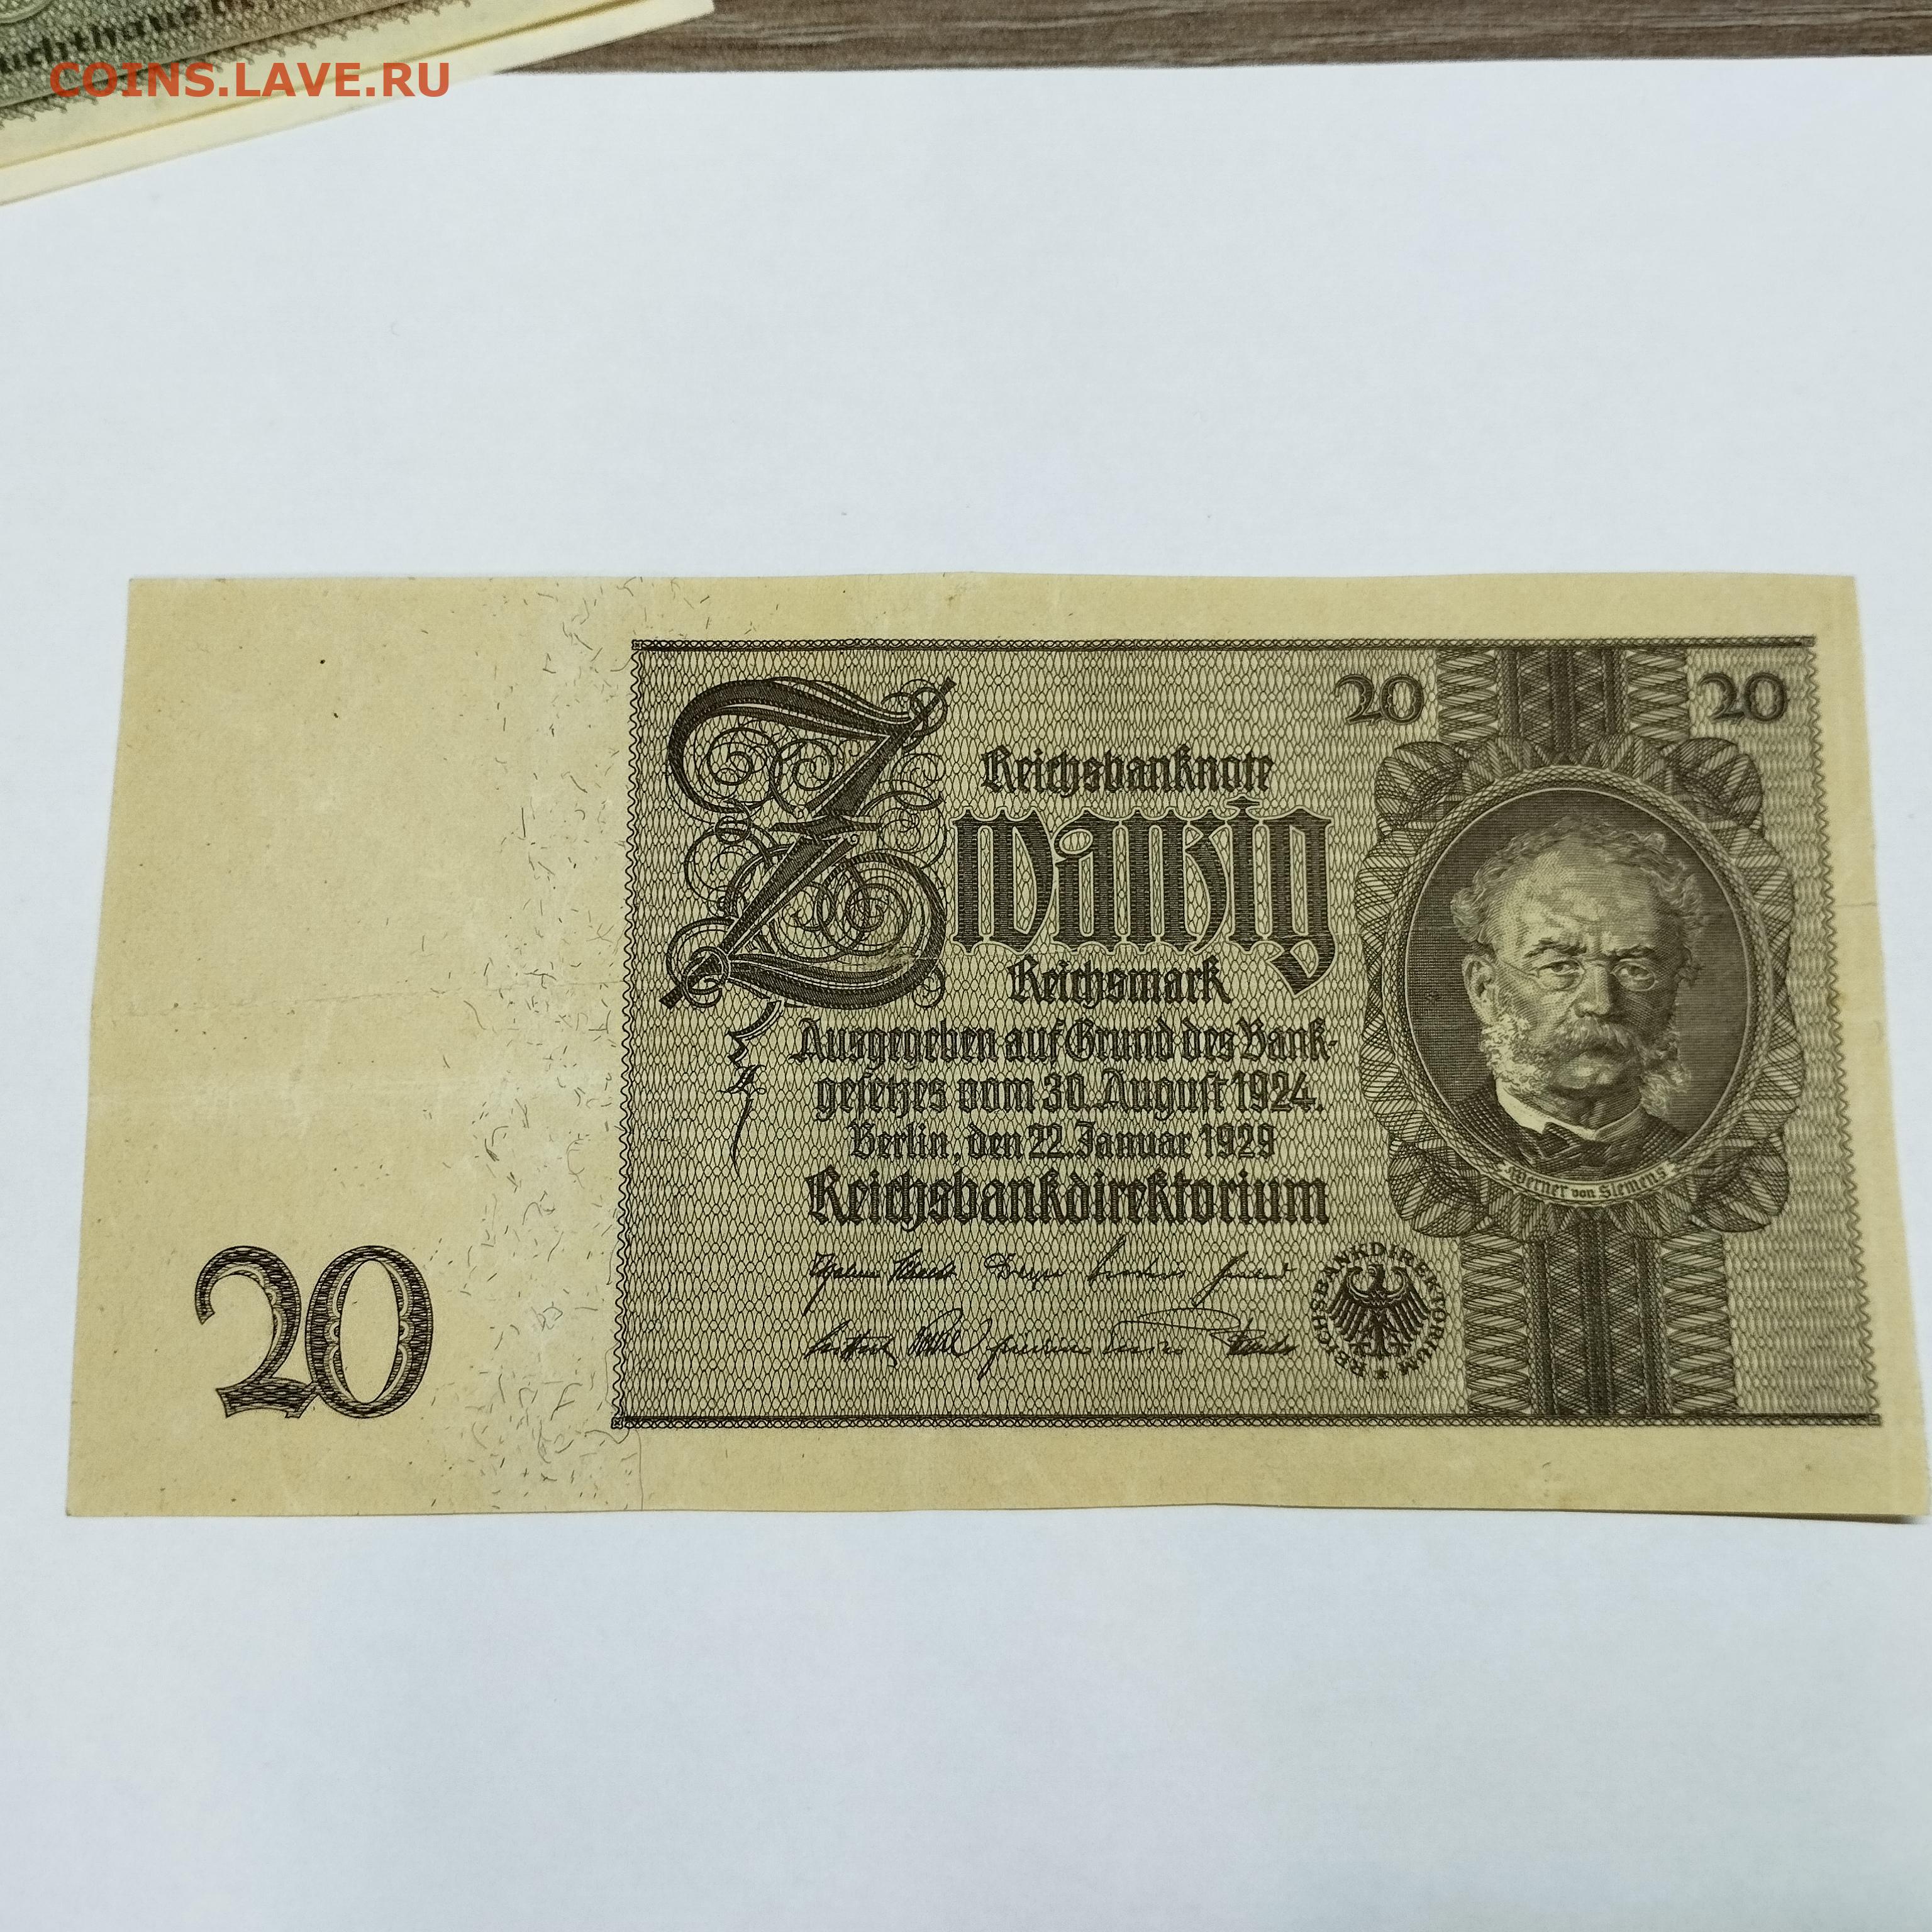 COINS.LAVE.RU
20
20
Reichsbanknote
Zwanzig
Reichsmark
Ausgegeben auf Grund des Bank-
gesetzes vom 30. August 1924.
Berlin, den 22. Januar 1929
Reichsbankdirektorium
Werner von Siemens
REICHSBANKDIREKTORIUM
20